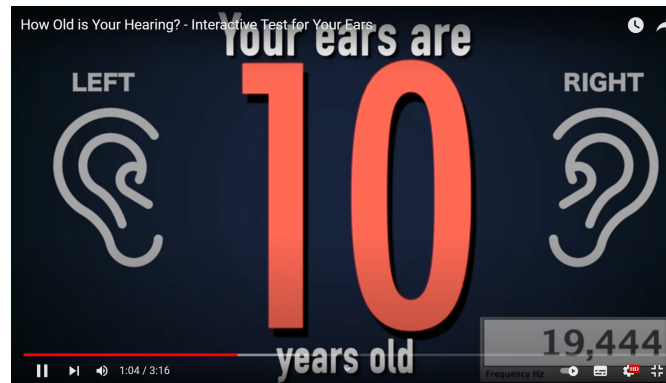 How Old is Your Hearing? - Interactive Test for Your Ears
Your ears are
LEFT
RIGHT
10
19,444
years old
Frequency Hz
1:04 / 3:16
HD